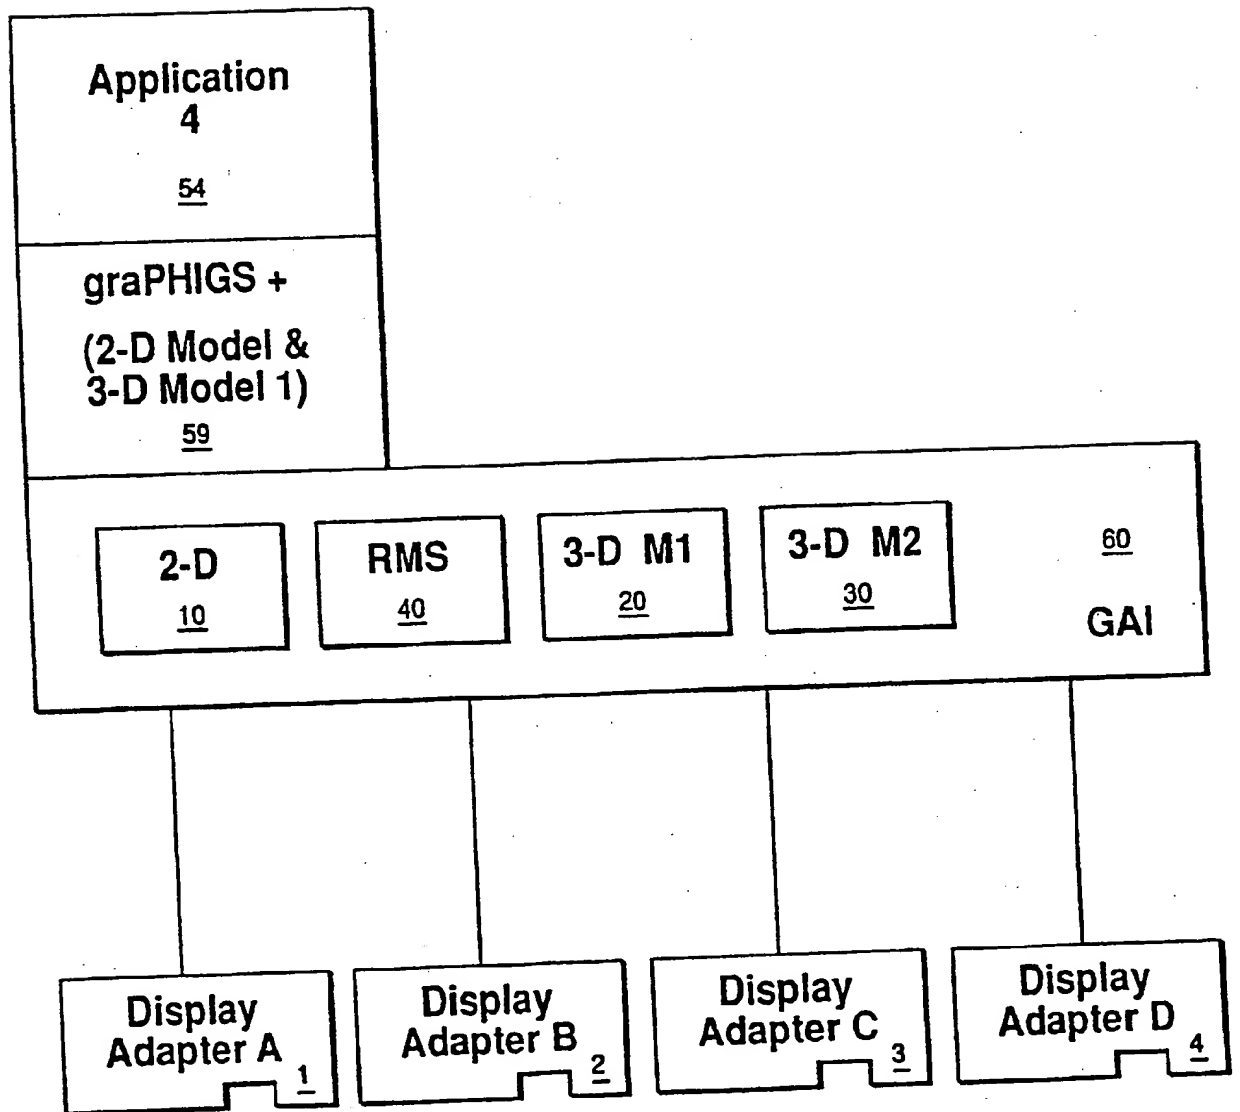 Application
4
54
graPHIGS +
(2-D Model &
3-D Model 1)
59
2-D
10
RMS
40
3-D M1
20
3-D M2
30
60
GAI
Display
Adapter A
1
Display
Adapter B
2
Display
Adapter C
3
Display
Adapter D
4